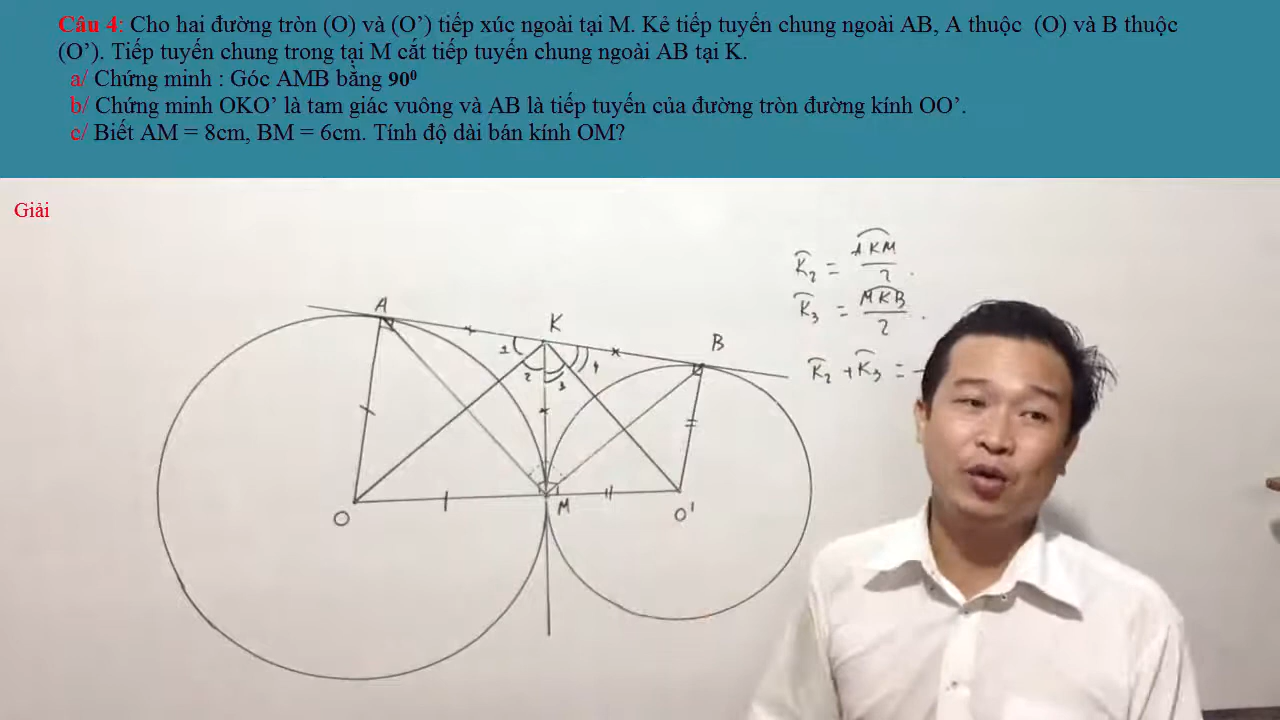 Câu 4: Cho hai đường tròn (O) và (O’) tiếp xúc ngoài tại M. Kẻ tiếp tuyến chung ngoài AB, A thuộc (O) và B thuộc
(O’). Tiếp tuyến chung trong tại M cắt tiếp tuyến chung ngoài AB tại K.
a/ Chứng minh : Góc AMB bằng 90⁰
b/ Chứng minh OKO’ là tam giác vuông và AB là tiếp tuyến của đường tròn đường kính OO’.
c/ Biết AM = 8cm, BM = 6cm. Tính độ dài bán kính OM?
Giải
K̂₂ = AKM / 2 .
K̂₃ = MKB / 2 .
K̂₂ + K̂₃ =
A
K
B
1
2
3
4
O
M
O'